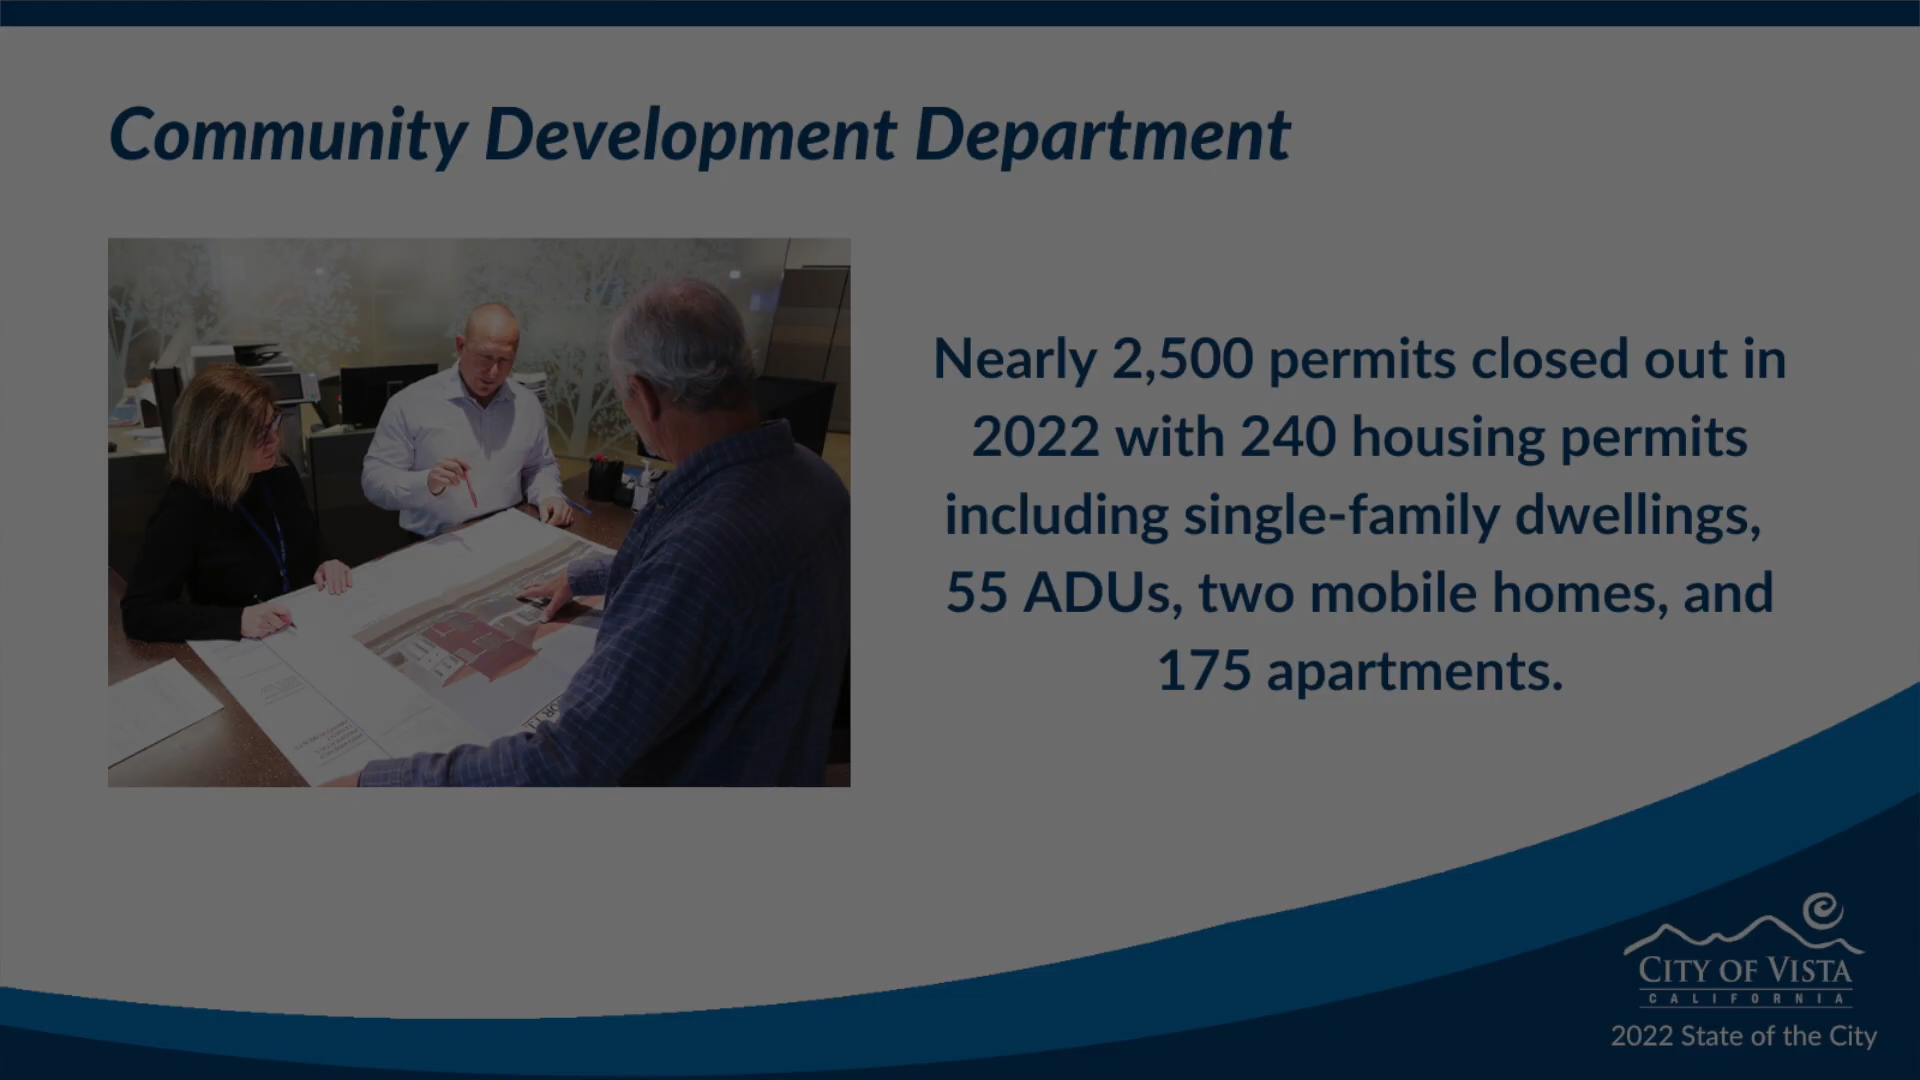 Community Development Department
Nearly 2,500 permits closed out in
2022 with 240 housing permits
including single-family dwellings,
55 ADUs, two mobile homes, and
175 apartments.
CITY OF VISTA
CALIFORNIA
2022 State of the City